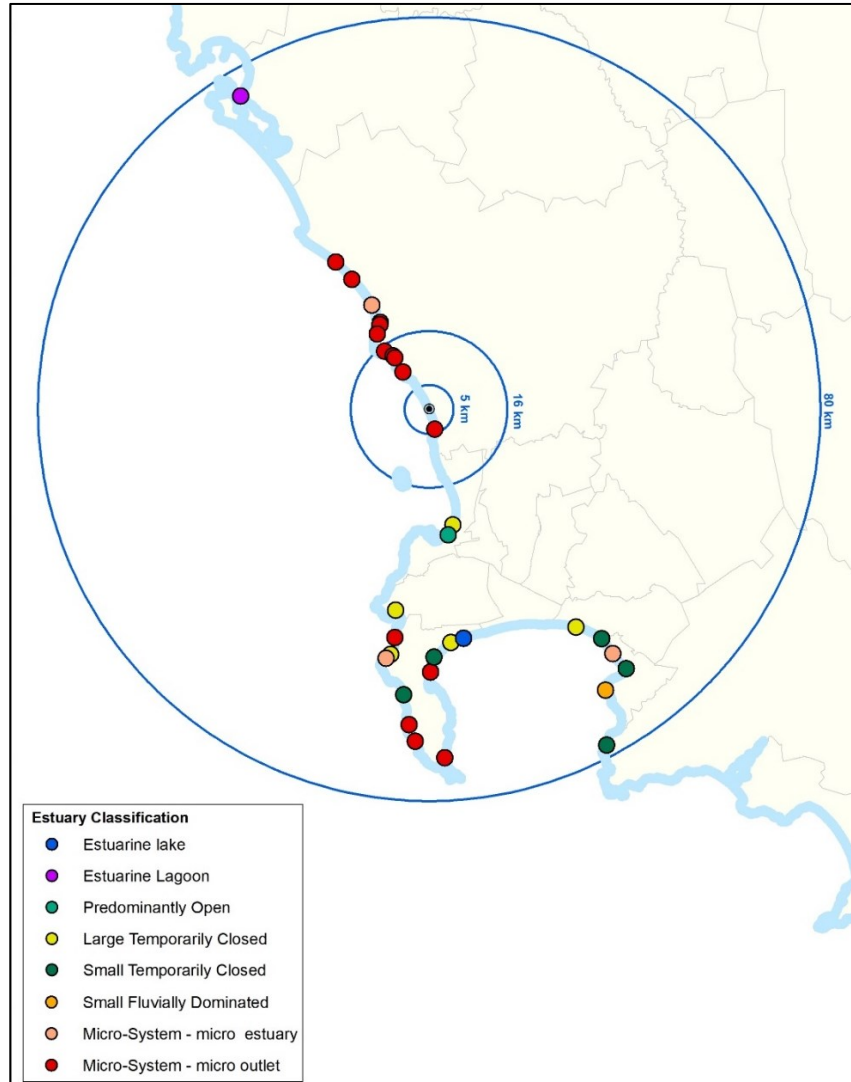 5 km
16 km
80 km
Estuary Classification
Estuarine lake
Estuarine Lagoon
Predominantly Open
Large Temporarily Closed
Small Temporarily Closed
Small Fluvially Dominated
Micro-System - micro estuary
Micro-System - micro outlet